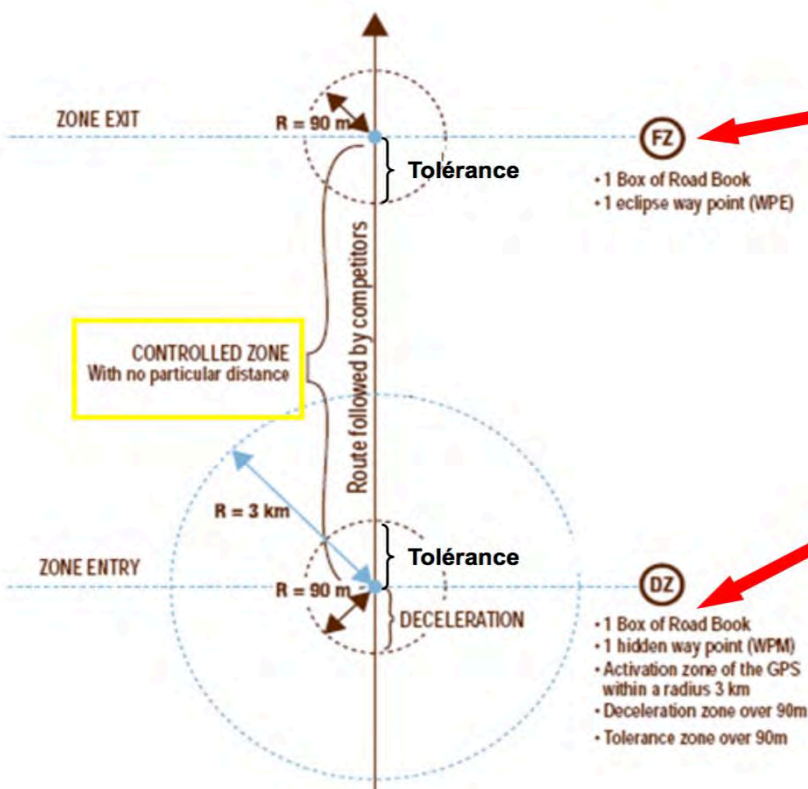 ZONE EXIT
R = 90 m
FZ
Tolérance
• 1 Box of Road Book
• 1 eclipse way point (WPE)
Route followed by competitors
CONTROLLED ZONE
With no particular distance
R = 3 km
Tolérance
ZONE ENTRY
R = 90 m
DZ
DECELERATION
• 1 Box of Road Book
• 1 hidden way point (WPM)
• Activation zone of the GPS
within a radius 3 km
• Deceleration zone over 90m
• Tolerance zone over 90m